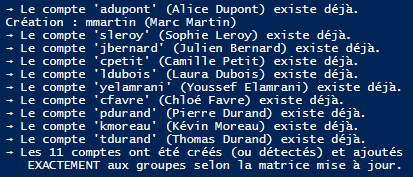 → Le compte 'adupont' (Alice Dupont) existe déjà.
Création : mmartin (Marc Martin)
→ Le compte 'sleroy' (Sophie Leroy) existe déjà.
→ Le compte 'jbernard' (Julien Bernard) existe déjà.
→ Le compte 'cpetit' (Camille Petit) existe déjà.
→ Le compte 'ldubois' (Laura Dubois) existe déjà.
→ Le compte 'yelamrani' (Youssef Elamrani) existe déjà.
→ Le compte 'cfavre' (Chloé Favre) existe déjà.
→ Le compte 'pdurand' (Pierre Durand) existe déjà.
→ Le compte 'kmoreau' (Kévin Moreau) existe déjà.
→ Le compte 'tdurand' (Thomas Durand) existe déjà.
→ Les 11 comptes ont été créés (ou détectés) et ajoutés
EXACTEMENT aux groupes selon la matrice mise à jour.